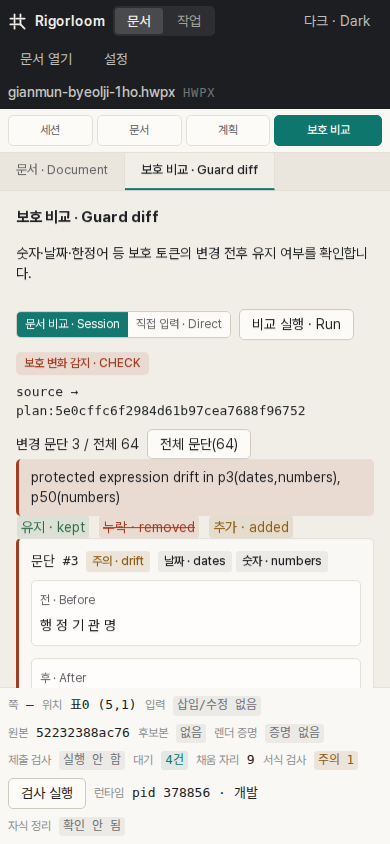 Rigorloom 문서 작업 다크 · Dark
문서 열기 설정
gianmun-byeolji-1ho.hwpx HWPX
세션 문서 계획 보호 비교
문서 · Document 보호 비교 · Guard diff
보호 비교 · Guard diff
숫자·날짜·한정어 등 보호 토큰의 변경 전후 유지 여부를 확인합니
다.
문서 비교 · Session 직접 입력 · Direct 비교 실행 · Run
보호 변화 감지 · CHECK
source →
plan:5e0cffc6f2984d61b97cea7688f96752
변경 문단 3 / 전체 64 전체 문단(64)
protected expression drift in p3(dates,numbers),
p50(numbers)
유지 · kept 누락 · removed 추가 · added
문단 #3 주의 · drift 날짜 · dates 숫자 · numbers
전 · Before
행 정 기 관 명
후 · After
쪽 — 위치 표0 (5,1) 입력 삽입/수정 없음
원본 52232388ac76 후보본 없음 렌더 증명 증명 없음
제출 검사 실행 안 함 대기 4건 채움 자리 9 서식 검사 주의 1
검사 실행 런타임 pid 378856 · 개발
자식 정리 확인 안 됨